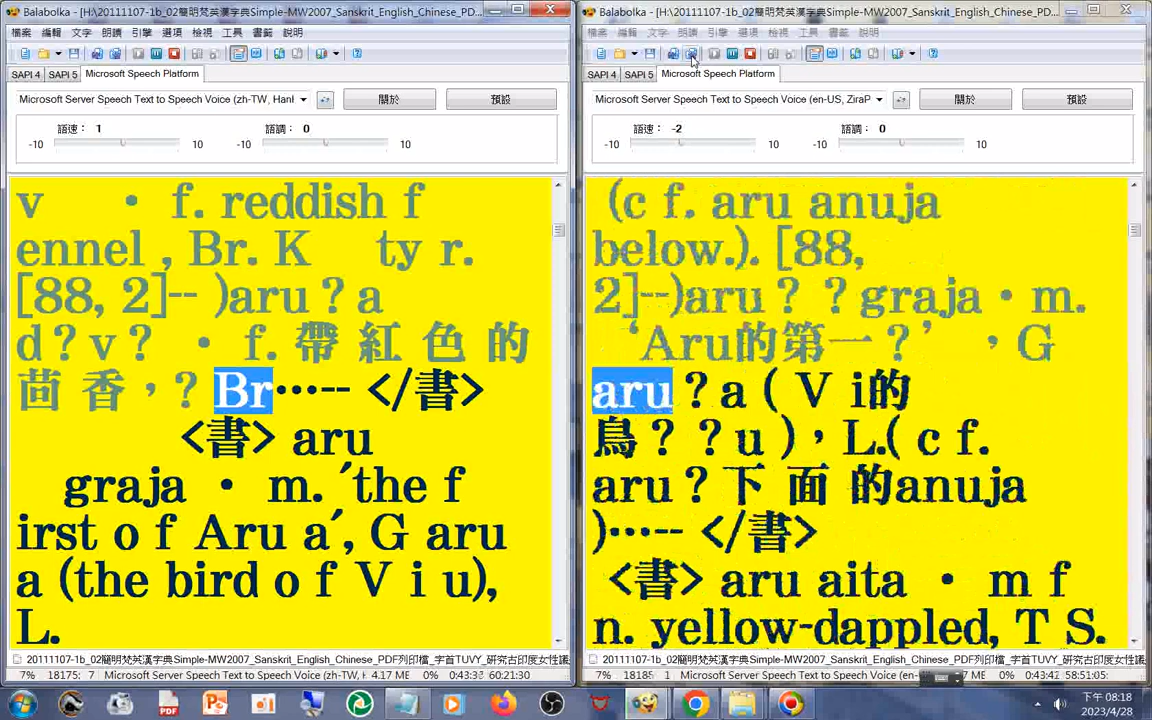 Balabolka - [H:\20111107-1b_02簡明梵英漢字典Simple-MW2007_Sanskrit_English_Chinese_PD...
檔案 編輯 文字 朗讀 引擎 選項 檢視 工具 書籤 說明
SAPI 4 SAPI 5 Microsoft Speech Platform
Microsoft Server Speech Text to Speech Voice (zh-TW, Hanl
關於 預設
語速： 1 語調： 0
-10 10 -10 10
v • f. reddish f
ennel , Br. K ty r.
[88, 2]-- )aru ? a
d ? v ? • f. 帶 紅 色 的
茴 香，? Br…-- </書>
<書> aru
graja • m. ′the f
irst o f Aru a′, G aru
a (the bird o f V i u),
L.
20111107-1b_02簡明梵英漢字典Simple-MW2007_Sanskrit_English_Chinese_PDF列印檔_字首TUVY_研究古印度女性議
7% 18175: 7 Microsoft Server Speech Text to Speech Voice (zh-TW, H 4.17 MB 0% 0:43:3 60:21:30
Balabolka - [H:\20111107-1b_02簡明梵英漢字典Simple-MW2007_Sanskrit_English_Chinese_PDF...
檔案 編輯 文字 朗讀 引擎 選項 檢視 工具 書籤 說明
SAPI 4 SAPI 5 Microsoft Speech Platform
Microsoft Server Speech Text to Speech Voice (en-US, ZiraP
關於 預設
語速： -2 語調： 0
-10 10 -10 10
(c f. aru anuja
below.). [88,
2]--)aru ? ? graja • m.
‘Aru的第一 ? ’ ，G
aru ? a ( V i的
鳥 ? ? u )，L.( c f.
aru ? 下 面 的anuja
)…-- </書>
<書> aru aita • m f
n. yellow-dappled, T S.
20111107-1b_02簡明梵英漢字典Simple-MW2007_Sanskrit_English_Chinese_PDF列印檔_字首TUVY_研究古印度女性議
7% 18185 1 Microsoft Server Speech Text to Speech Voice (en- MB 0% 0:43:42 58:51:05
下午 08:18
2023/4/28